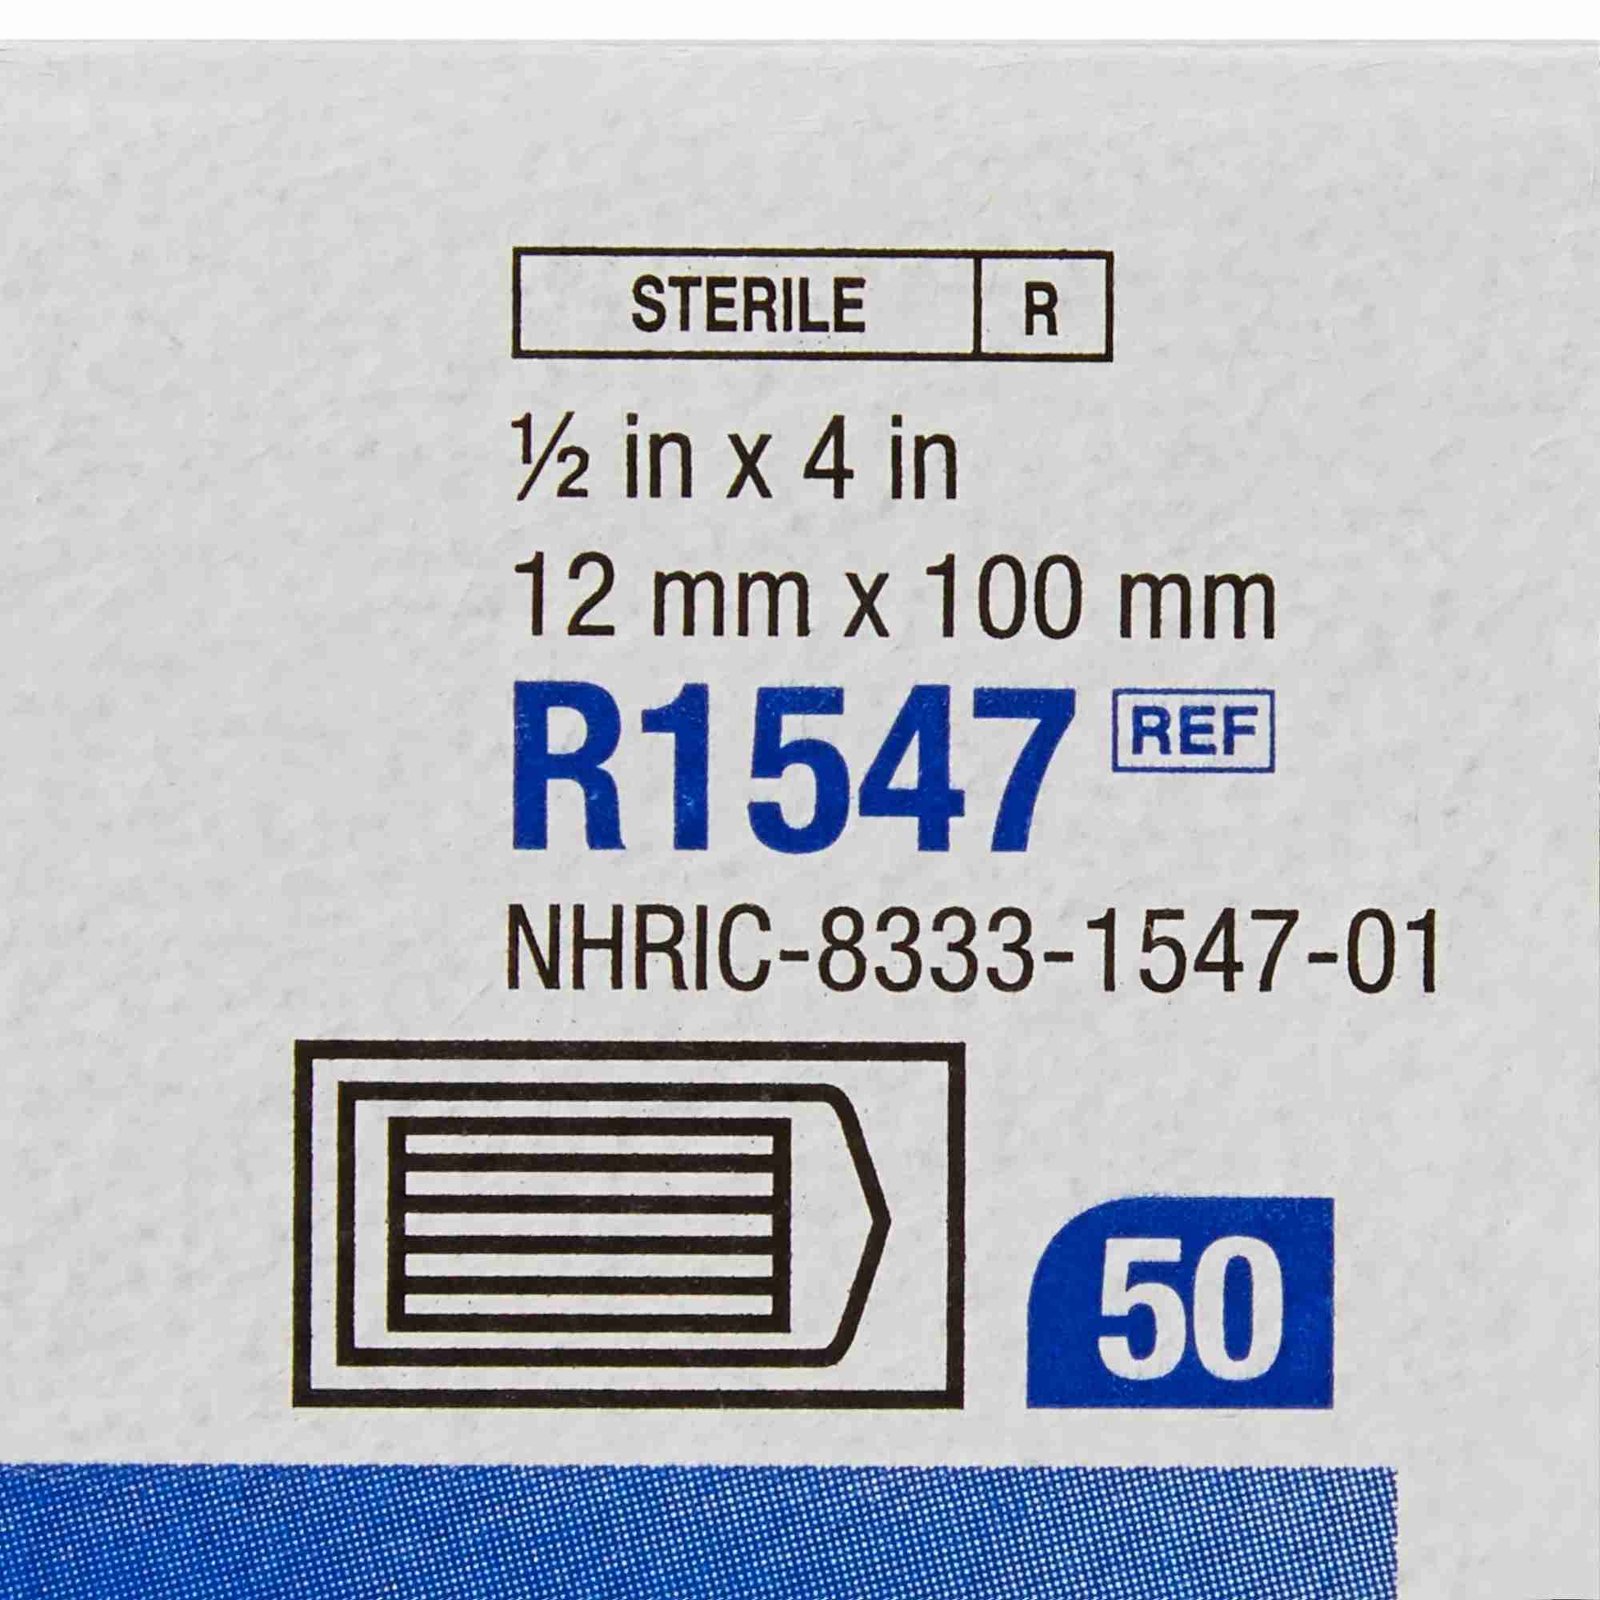 STERILE R
½ in x 4 in
12 mm x 100 mm
R1547 REF
NHRIC-8333-1547-01
50